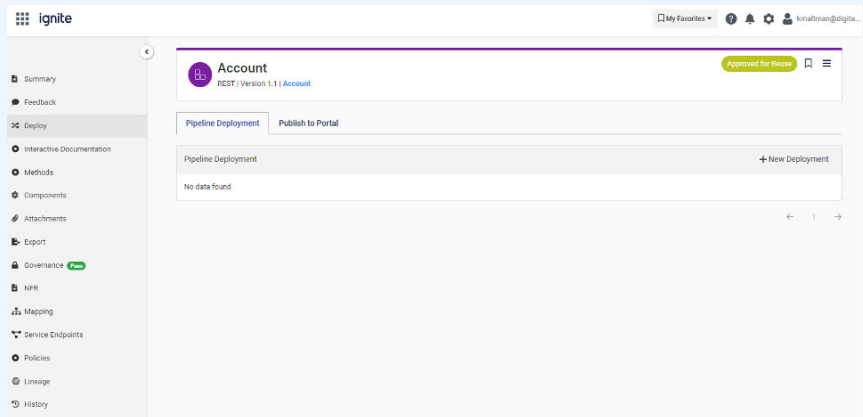 ignite
My Favorites
kmaltman@digita...
Summary
Feedback
Deploy
Interactive Documentation
Methods
Components
Attachments
Export
Governance Pass
NFR
Mapping
Service Endpoints
Policies
Lineage
History
Account
REST | Version 1.1 | Account
Approved for Reuse
Pipeline Deployment
Publish to Portal
Pipeline Deployment
+ New Deployment
No data found
← 1 →